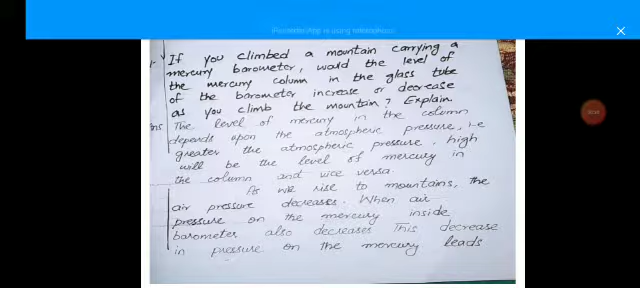 If you climbed a mountain carrying a
mercury barometer, would the level of
the mercury column in the glass tube
of the barometer increase or decrease
as you climb the mountain? Explain.
Ans The level of mercury in the column
depends upon the atmospheric pressure, i.e
greater the atmospheric pressure, high
will be the level of mercury in
the column and vice versa.
As we rise to mountains, the
air pressure decreases. When air
pressure on the mercury inside
barometer also decreases This decrease
in pressure on the mercury leads